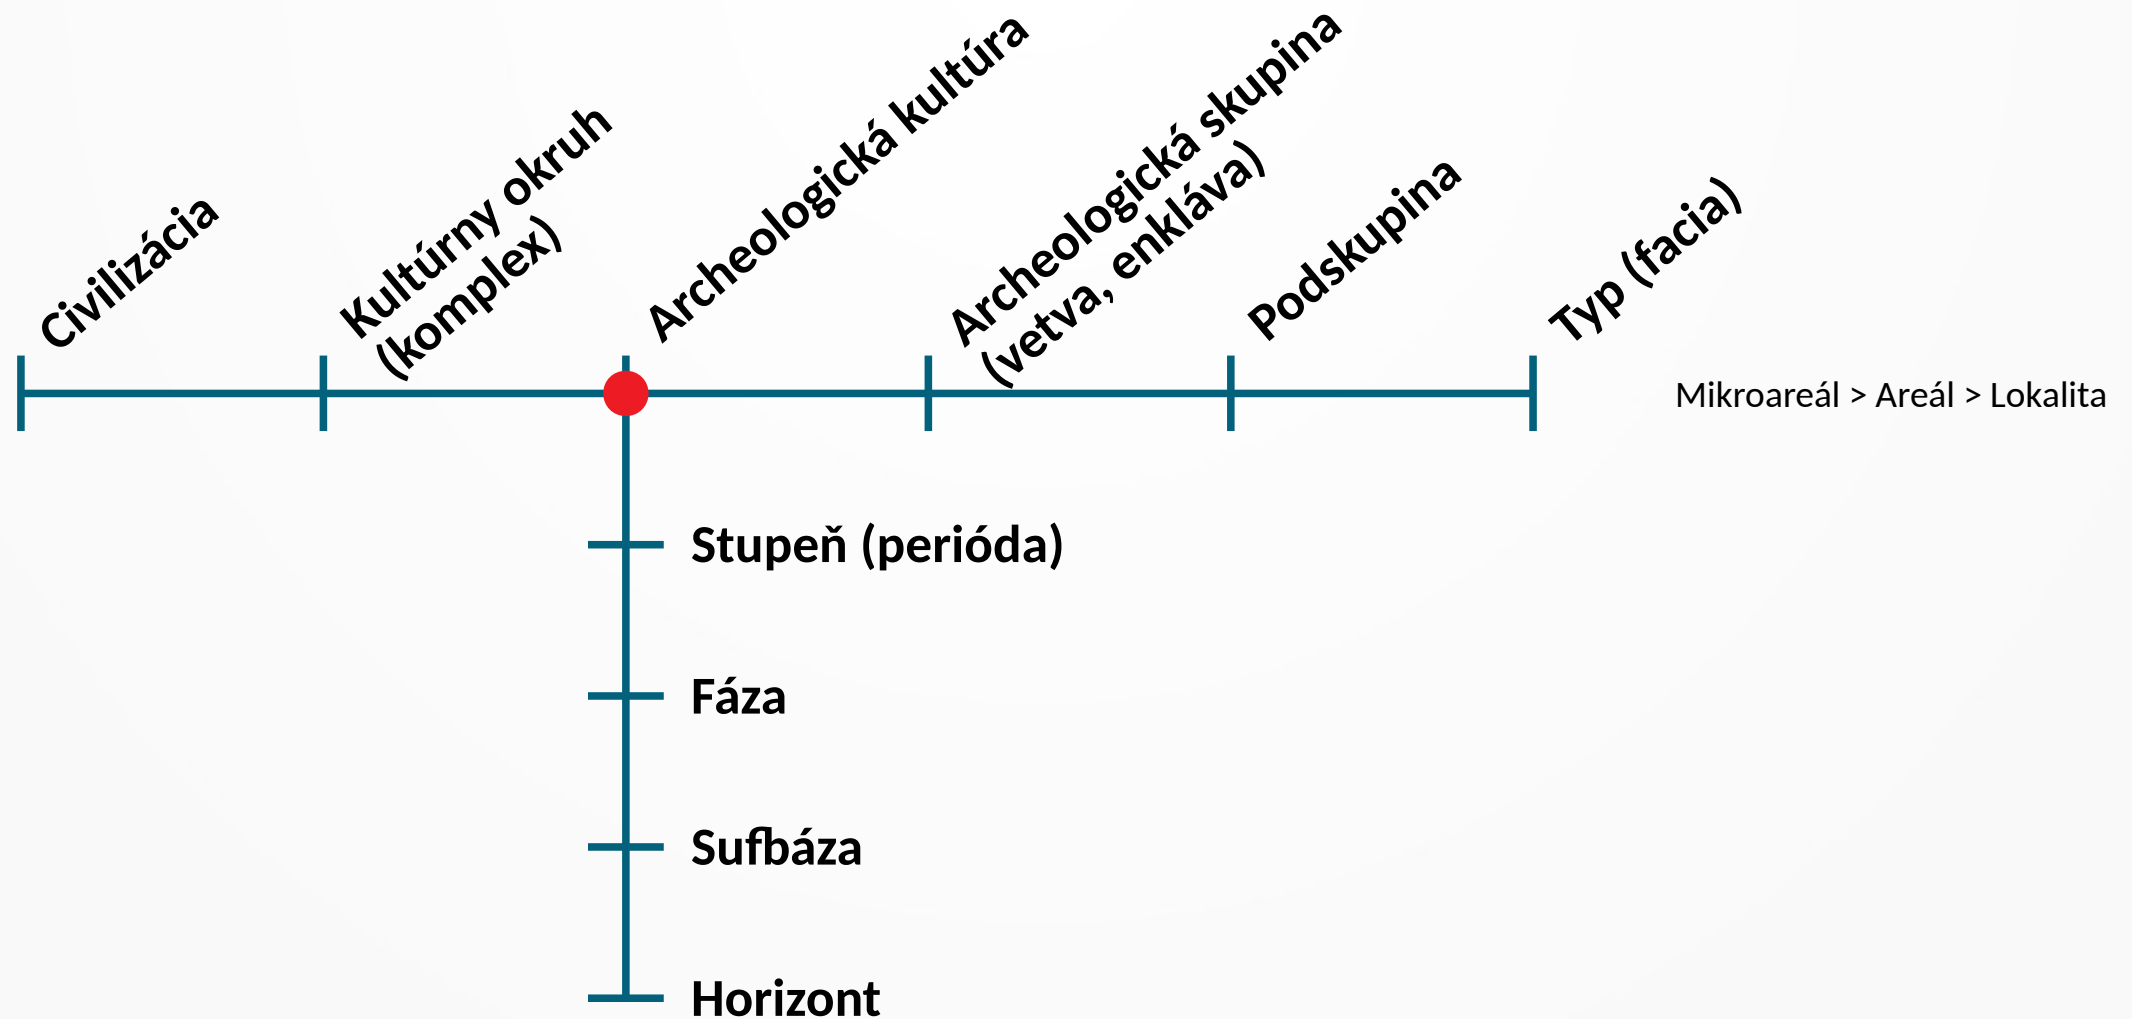 Civilizácia
Kultúrny okruh
(komplex)
Archeologická kultúra
Archeologická skupina
(vetva, enkláva)
Podskupina
Typ (facia)
Mikroareál > Areál > Lokalita
Stupeň (perióda)
Fáza
Sufbáza
Horizont